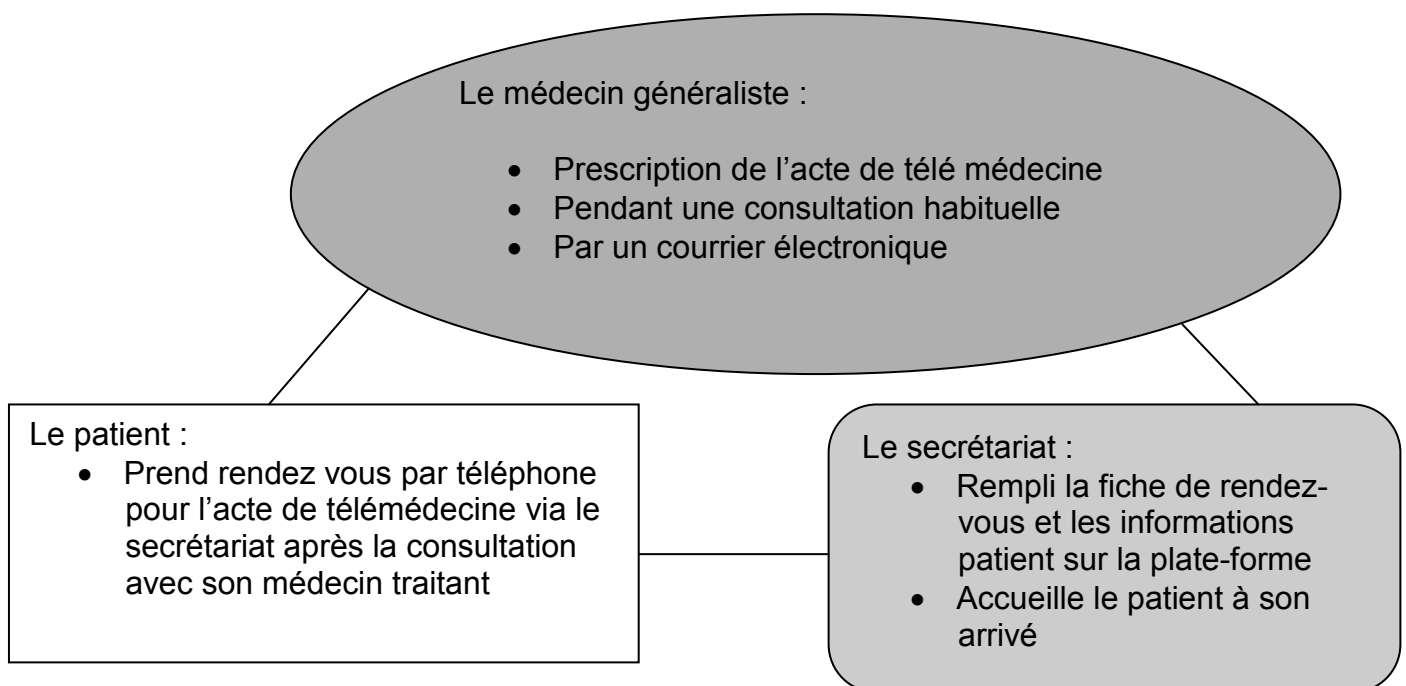 Le médecin généraliste :
• Prescription de l’acte de télé médecine
• Pendant une consultation habituelle
• Par un courrier électronique
Le patient :
• Prend rendez vous par téléphone
pour l’acte de télémédecine via le
secrétariat après la consultation
avec son médecin traitant
Le secrétariat :
• Rempli la fiche de rendez-
vous et les informations
patient sur la plate-forme
• Accueille le patient à son
arrivé